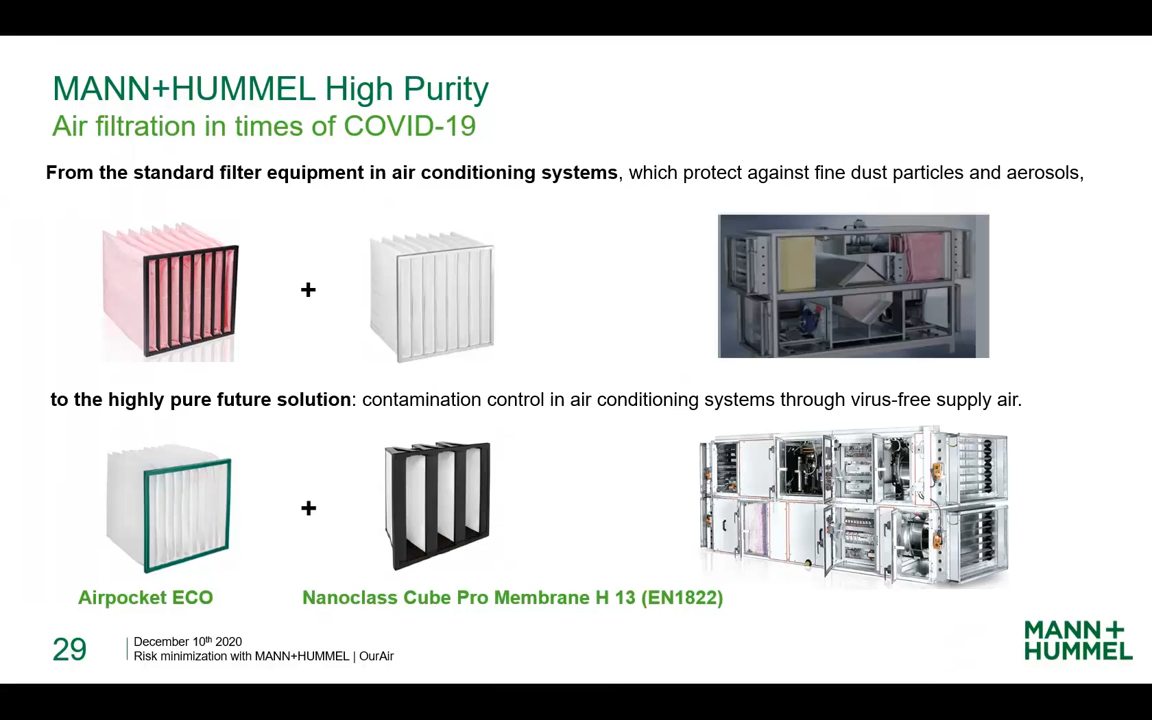 MANN+HUMMEL High Purity
Air filtration in times of COVID-19
From the standard filter equipment in air conditioning systems, which protect against fine dust particles and aerosols,
+
to the highly pure future solution: contamination control in air conditioning systems through virus-free supply air.
+
Airpocket ECO
Nanoclass Cube Pro Membrane H 13 (EN1822)
29
December 10th 2020
Risk minimization with MANN+HUMMEL | OurAir
MANN+
HUMMEL